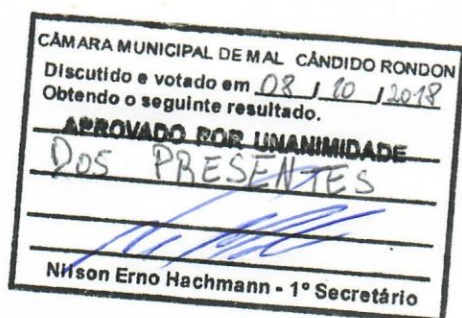 CÂMARA MUNICIPAL DE MAL CÂNDIDO RONDON
Discutido e votado em 08 / 10 / 2018
Obtendo o seguinte resultado.
APROVADO POR UNANIMIDADE
DOS PRESENTES
Nilson Erno Hachmann - 1º Secretário